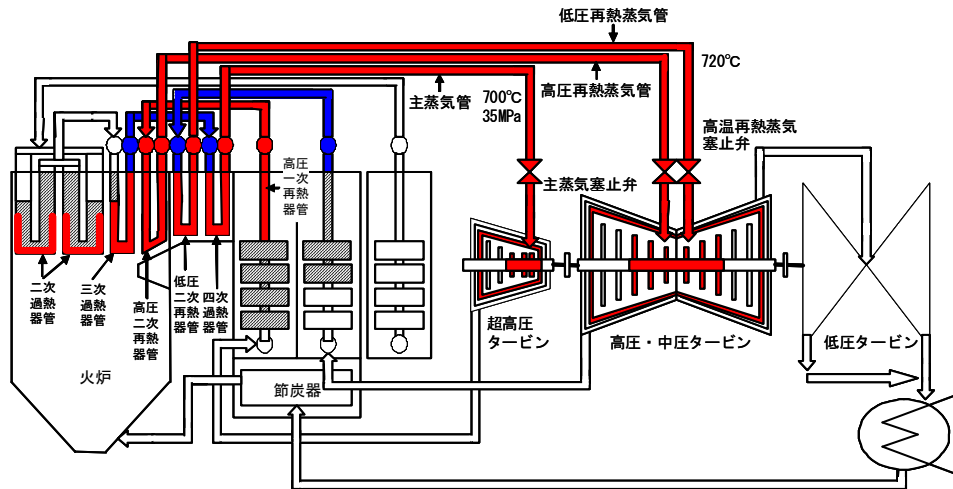 低圧再熱蒸気管
720℃
高圧再熱蒸気管
主蒸気管
700℃
35MPa
高温再熱蒸気
塞止弁
主蒸気塞止弁
高圧
一次
再熱
器管
二次
過熱
器管
三次
過熱
器管
高圧
二次
再熱
器管
低圧
二次
再熱
器管
四次
過熱
器管
超高圧
タービン
高圧・中圧タービン
低圧タービン
火炉
節炭器